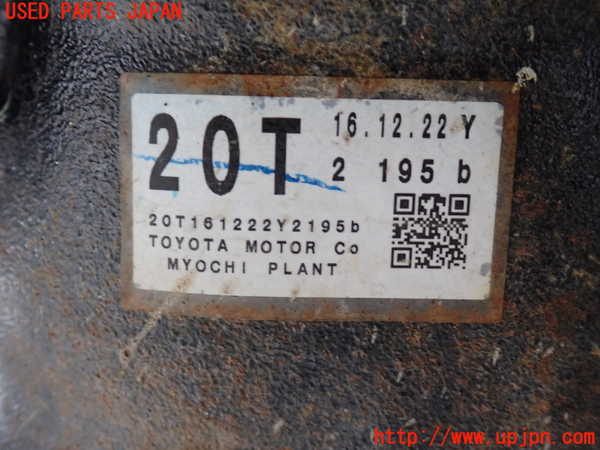 USED PARTS JAPAN
20T 16.12.22 Y
2 195 b
20T161222Y2195b
TOYOTA MOTOR Co
MYOCHI PLANT
http://www.upjpn.com/